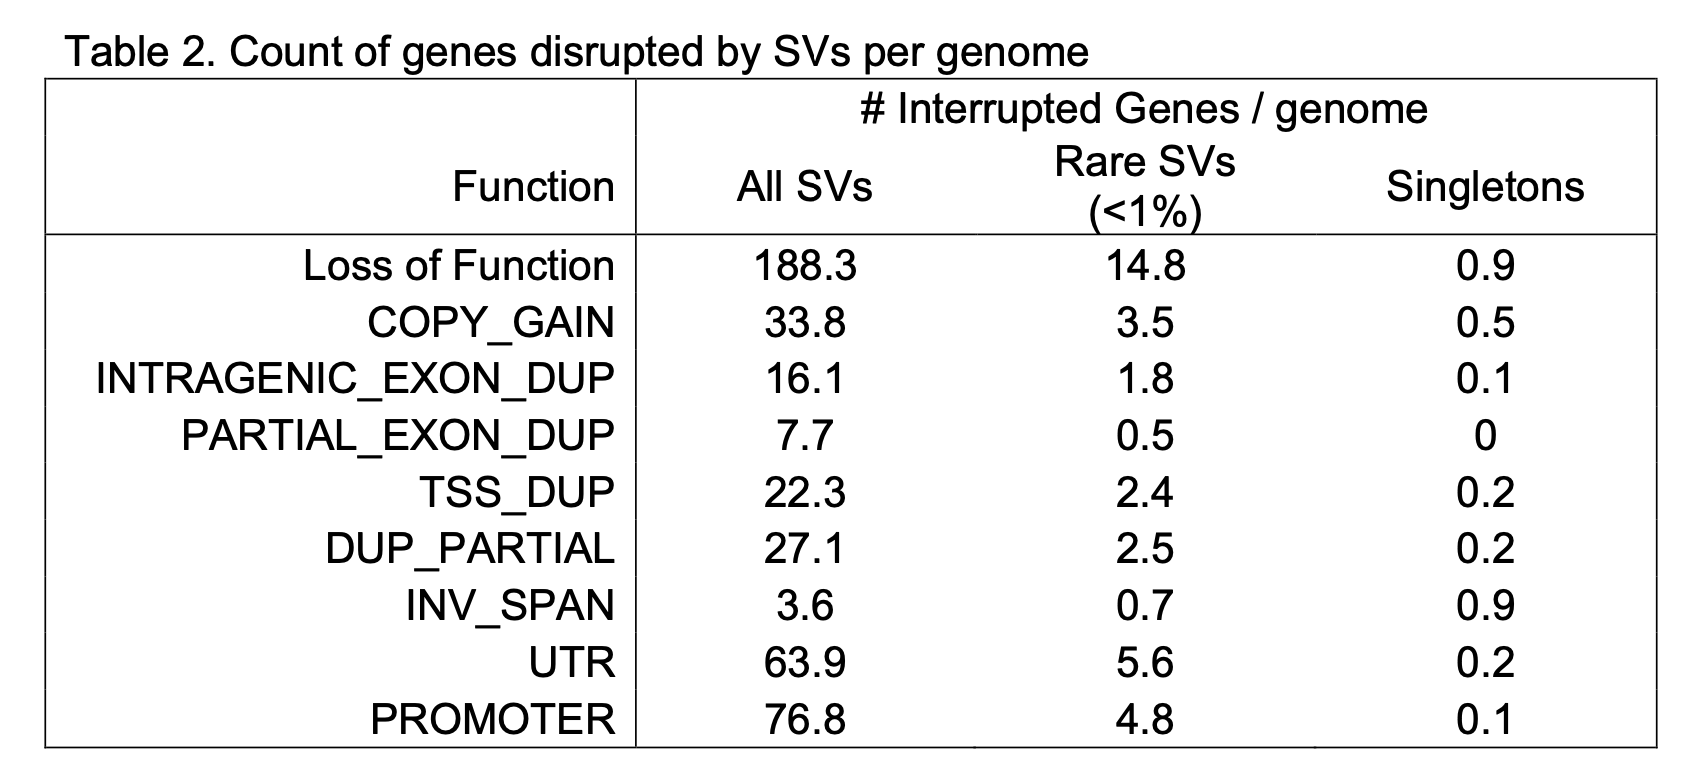 Table 2. Count of genes disrupted by SVs per genome
# Interrupted Genes / genome
Function All SVs Rare SVs (<1%) Singletons
Loss of Function 188.3 14.8 0.9
COPY_GAIN 33.8 3.5 0.5
INTRAGENIC_EXON_DUP 16.1 1.8 0.1
PARTIAL_EXON_DUP 7.7 0.5 0
TSS_DUP 22.3 2.4 0.2
DUP_PARTIAL 27.1 2.5 0.2
INV_SPAN 3.6 0.7 0.9
UTR 63.9 5.6 0.2
PROMOTER 76.8 4.8 0.1